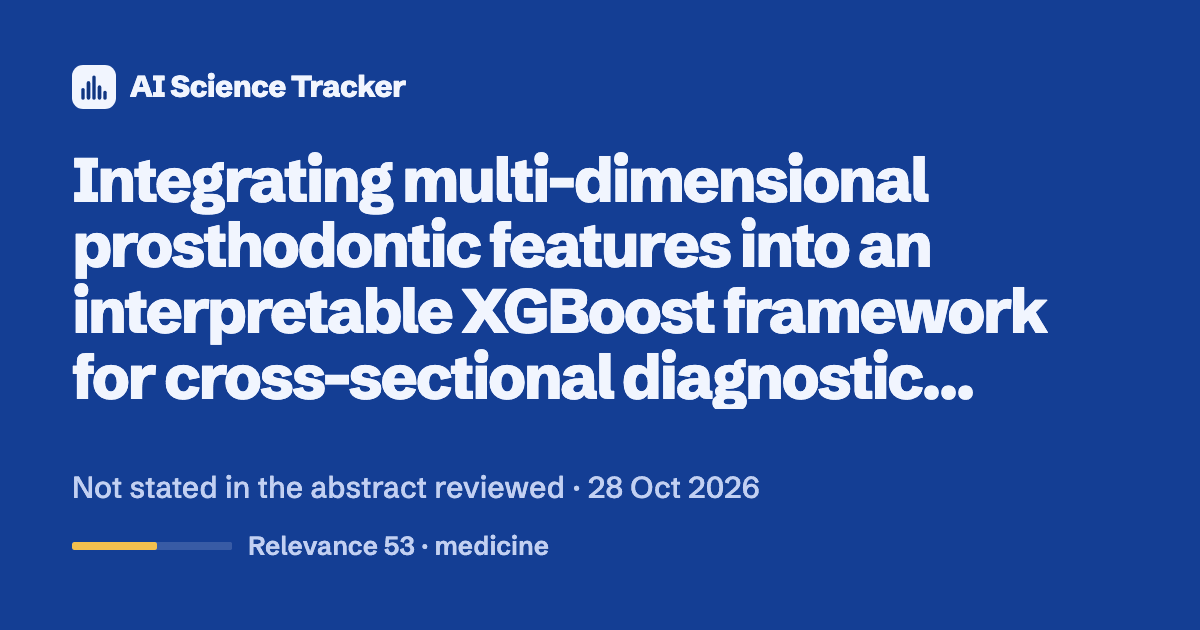 AI Science Tracker
Integrating multi-dimensional
prosthodontic features into an
interpretable XGBoost framework
for cross-sectional diagnostic...
Not stated in the abstract reviewed · 28 Oct 2026
Relevance 53 · medicine